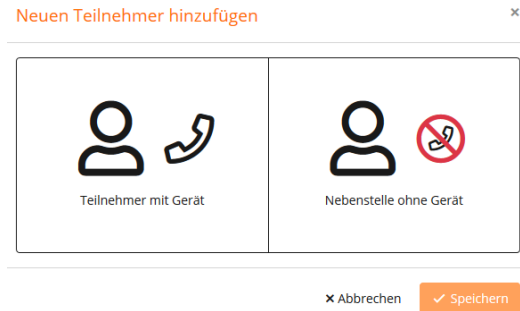 Neuen Teilnehmer hinzufügen
Teilnehmer mit Gerät
Nebenstelle ohne Gerät
Abbrechen
Speichern